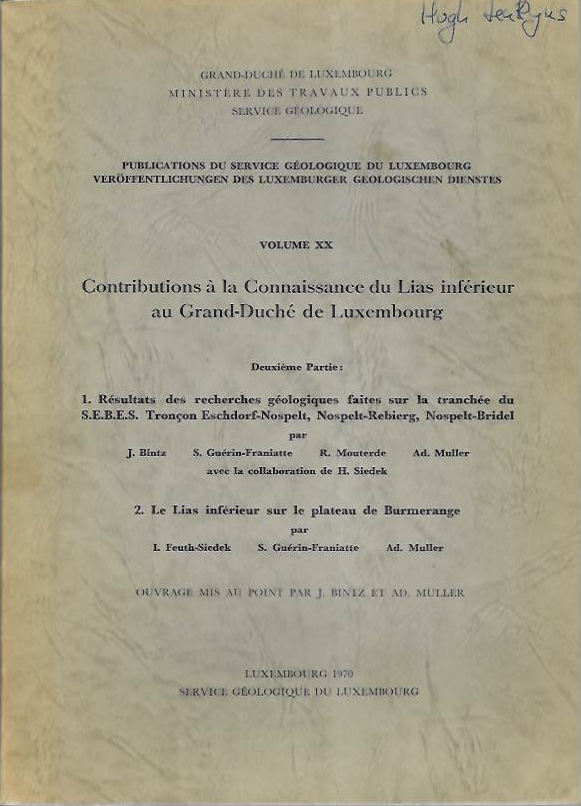 Hugh Jenkyns
GRAND-DUCHÉ DE LUXEMBOURG
MINISTÈRE DES TRAVAUX PUBLICS
SERVICE GÉOLOGIQUE
PUBLICATIONS DU SERVICE GÉOLOGIQUE DU LUXEMBOURG
VERÖFFENTLICHUNGEN DES LUXEMBURGER GEOLOGISCHEN DIENSTES
VOLUME XX
Contributions à la Connaissance du Lias inférieur
au Grand-Duché de Luxembourg
Deuxième Partie:
1. Résultats des recherches géologiques faites sur la tranchée du
S.E.B.E.S. Tronçon Eschdorf-Nospelt, Nospelt-Rebierg, Nospelt-Bridel
par
J. Bintz S. Guérin-Franiatte R. Mouterde Ad. Muller
avec la collaboration de H. Siedek
2. Le Lias inférieur sur le plateau de Burmerange
par
I. Feuth-Siedek S. Guérin-Franiatte Ad. Muller
OUVRAGE MIS AU POINT PAR J. BINTZ ET AD. MULLER
LUXEMBOURG 1970
SERVICE GÉOLOGIQUE DU LUXEMBOURG